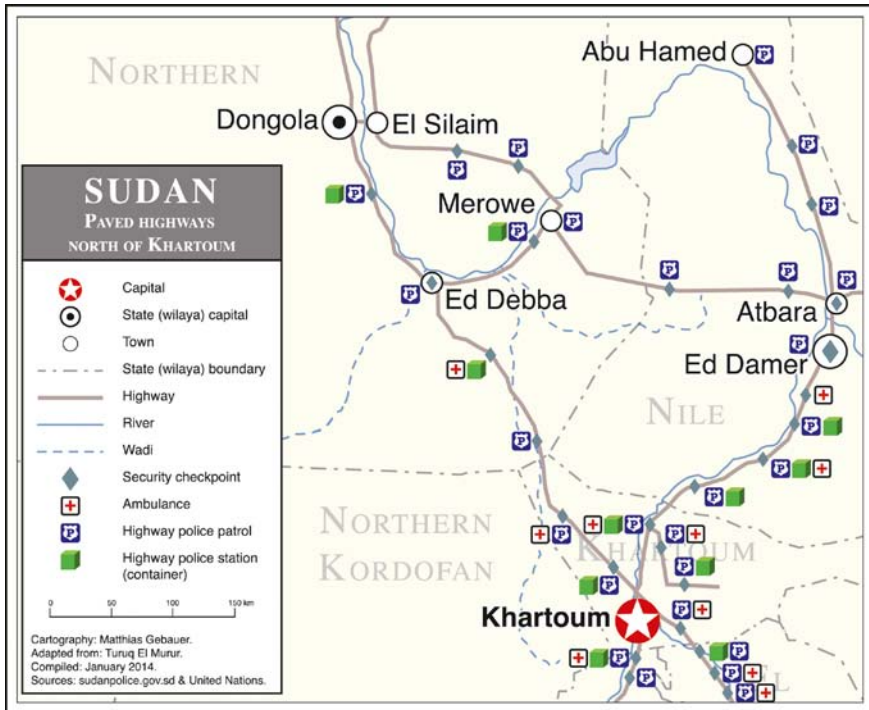 NORTHERN
Abu Hamed
Dongola
El Silaim
SUDAN
PAVED HIGHWAYS
NORTH OF KHARTOUM
Merowe
Ed Debba
Atbara
Ed Damer
NILE
Capital
State (wilaya) capital
Town
State (wilaya) boundary
Highway
River
Wadi
Security checkpoint
Ambulance
Highway police patrol
Highway police station
(container)
0 50 100 150 km
NORTHERN
KORDOFAN
KHARTOUM
Khartoum
EL
Cartography: Matthias Gebauer.
Adapted from: Turuq El Murur.
Compiled: January 2014.
Sources: sudanpolice.gov.sd & United Nations.